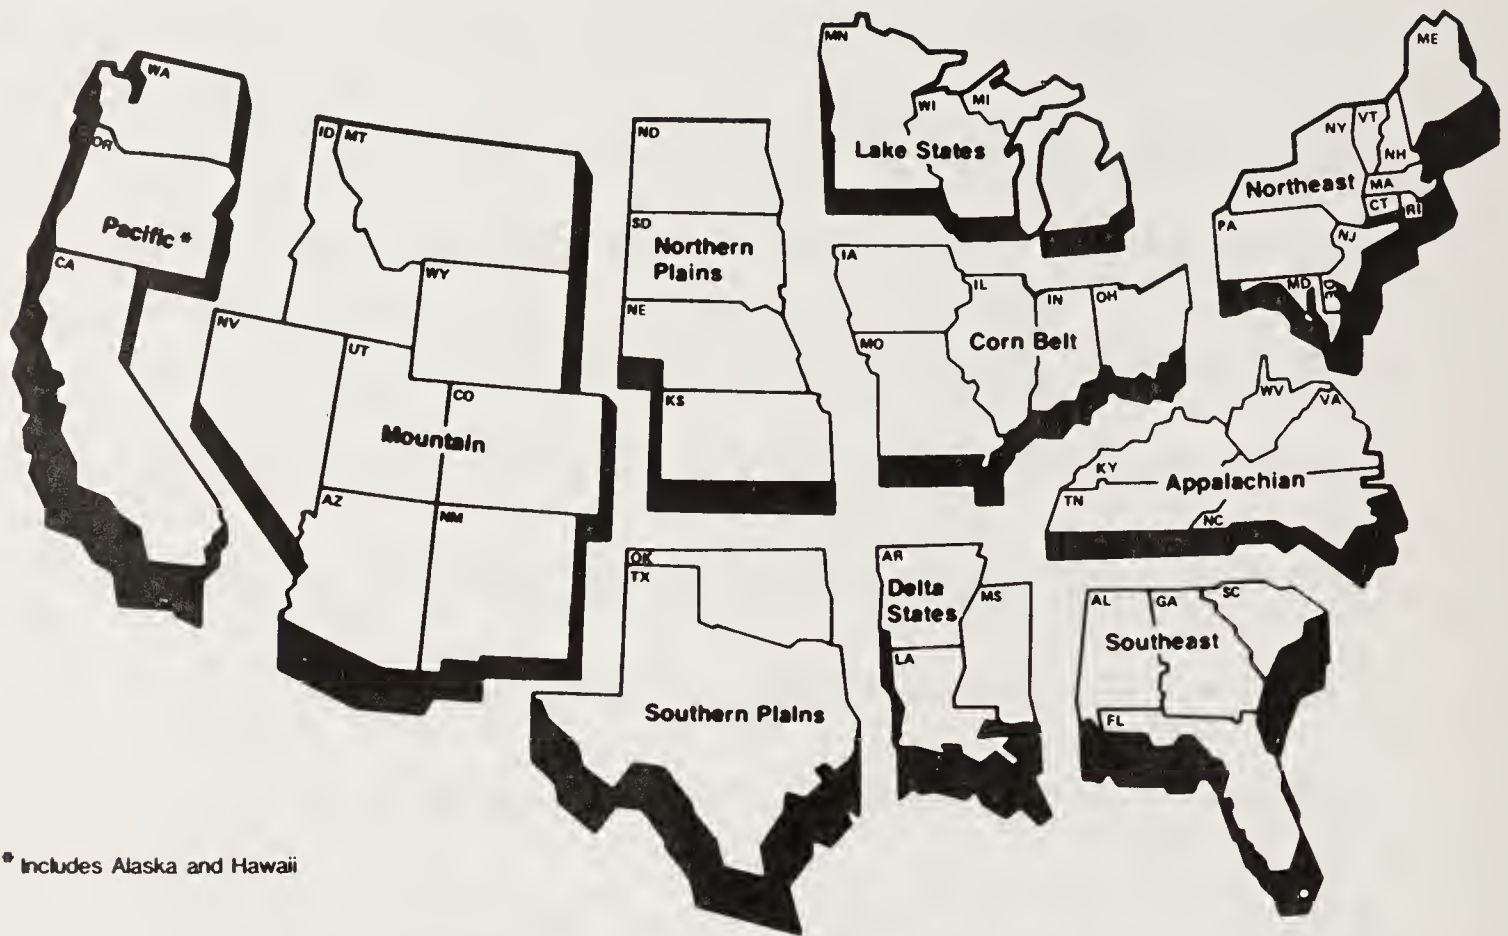 WA
OR
Pacific *
CA
ID
MT
WY
NV
UT
CO
Mountain
AZ
NM
ND
SD
Northern
Plains
NE
KS
OK
TX
Southern Plains
MN
WI
MI
Lake States
IA
IL
IN
OH
MO
Corn Belt
AR
Delta
States
MS
LA
ME
VT
NY
NH
Northeast
MA
CT
RI
PA
NJ
MD
DE
WV
VA
KY
Appalachian
TN
NC
AL
GA
SC
Southeast
FL
* Includes Alaska and Hawaii